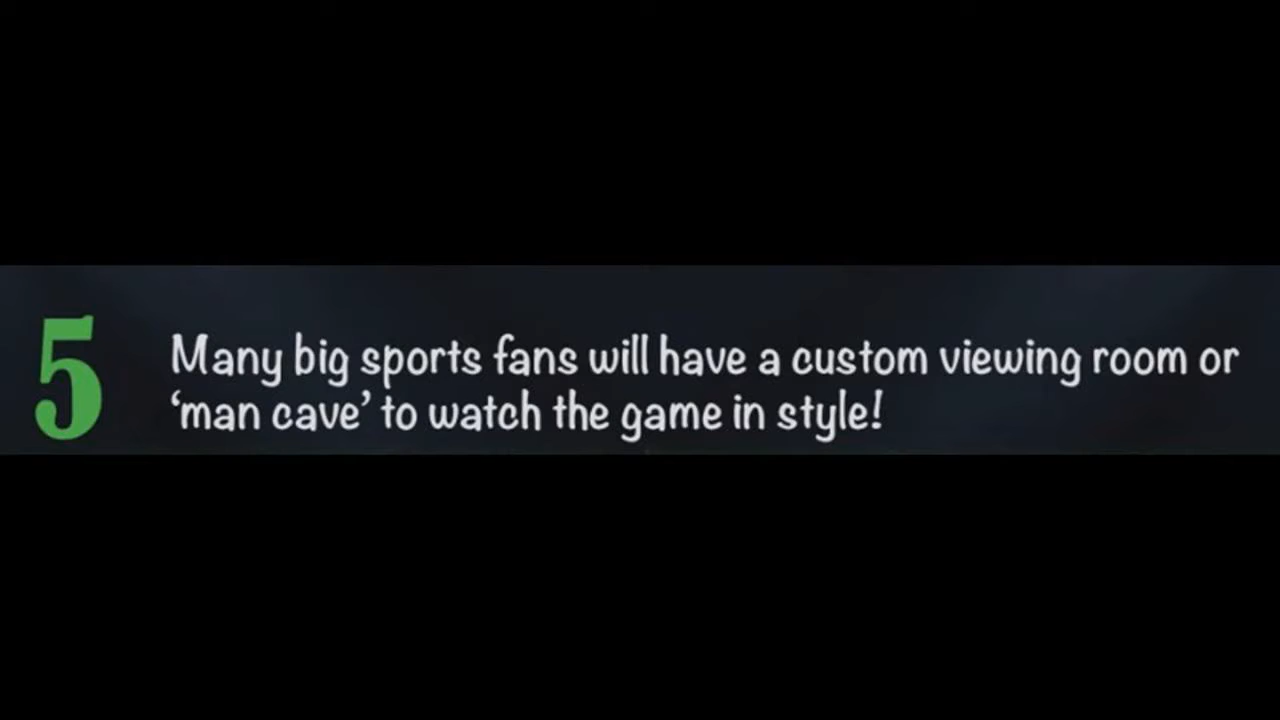 5
Many big sports fans will have a custom viewing room or
‘man cave’ to watch the game in style!